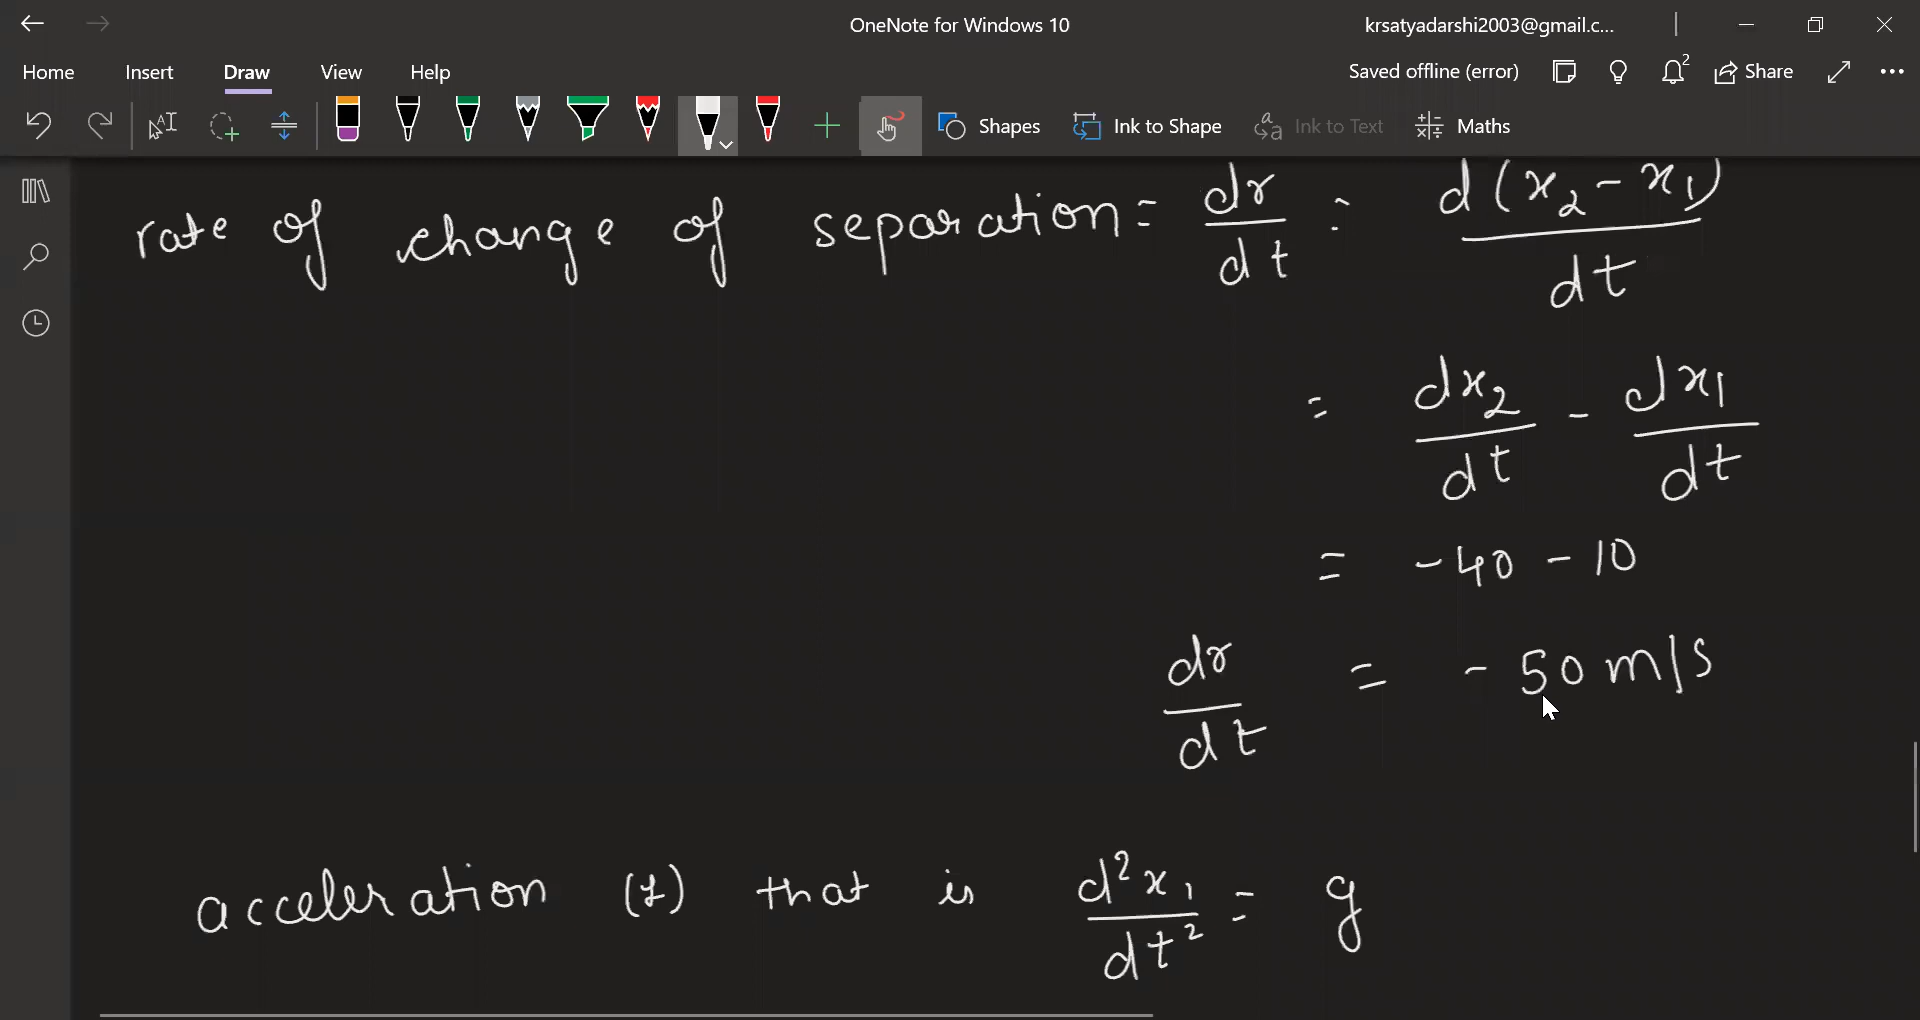 OneNote for Windows 10
krsatyadarshi2003@gmail.c...
Home Insert Draw View Help
Saved offline (error) 2 Share
Shapes Ink to Shape Ink to Text Maths
rate of change of separation = dr/dt = d(x₂ - x₁)/dt
= dx₂/dt - dx₁/dt
= -40 - 10
dr/dt = - 50 m/s
acceleration (1) that is d²x₁/dt² = g